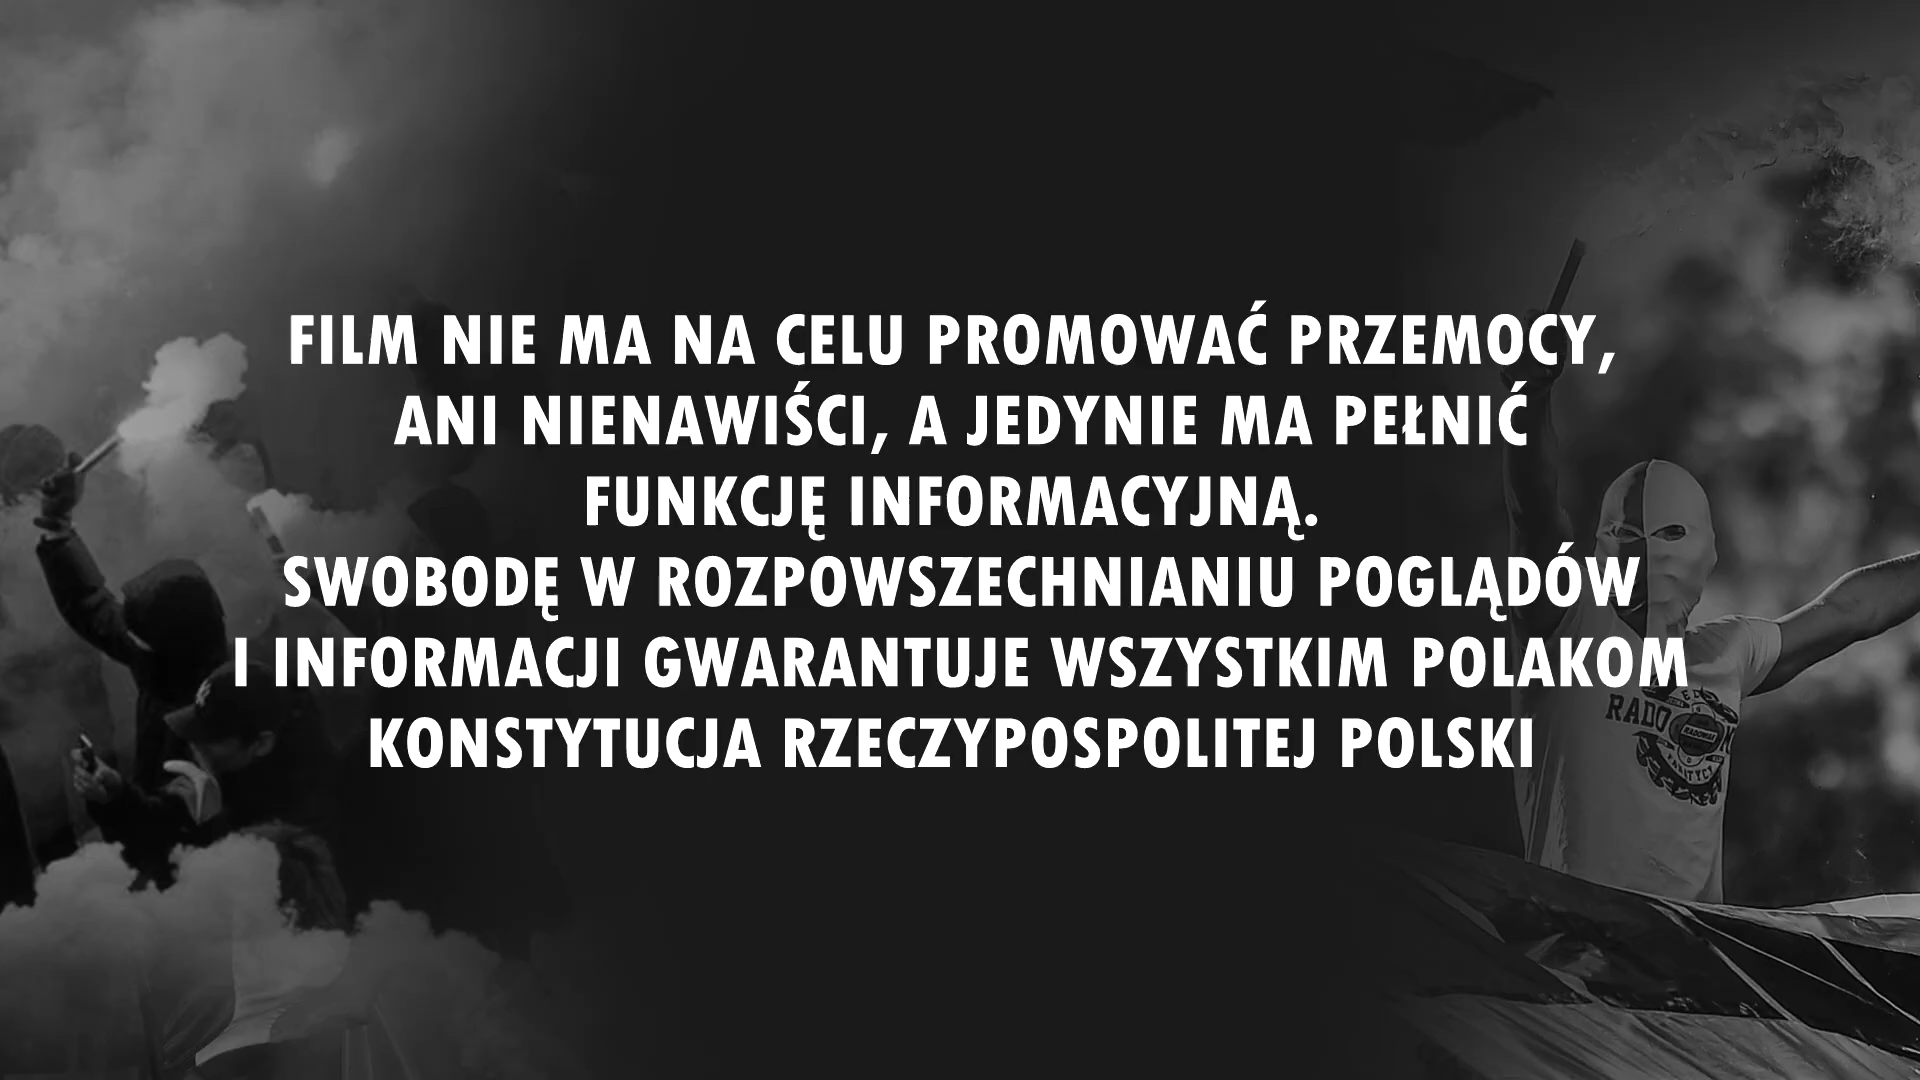 FILM NIE MA NA CELU PROMOWAĆ PRZEMOCY,
ANI NIENAWIŚCI, A JEDYNIE MA PEŁNIĆ
FUNKCJĘ INFORMACYJNĄ.
SWOBODĘ W ROZPOWSZECHNIANIU POGLĄDÓW
I INFORMACJI GWARANTUJE WSZYSTKIM POLAKOM
KONSTYTUCJA RZECZYPOSPOLITEJ POLSKI